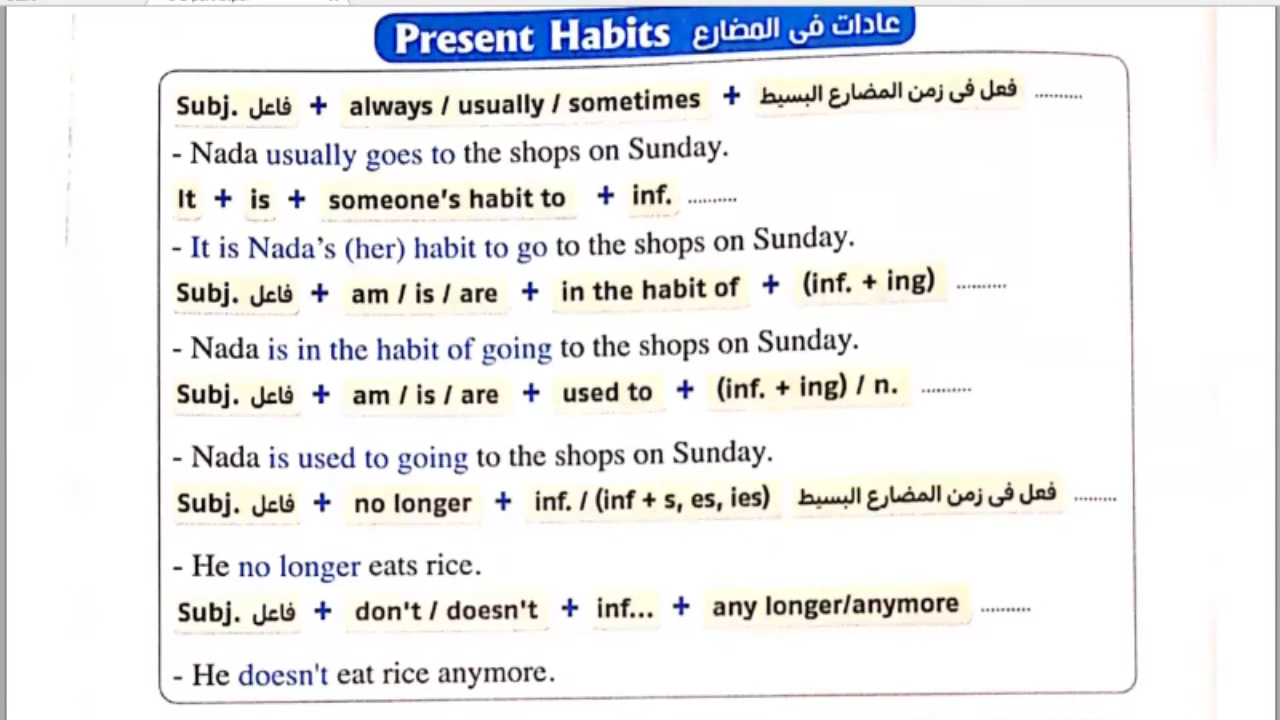 Present Habits عادات فى المضارع
Subj. فاعل + always / usually / sometimes + فعل فى زمن المضارع البسيط ..........
- Nada usually goes to the shops on Sunday.
It + is + someone's habit to + inf. ..........
- It is Nada's (her) habit to go to the shops on Sunday.
Subj. فاعل + am / is / are + in the habit of + (inf. + ing) ..........
- Nada is in the habit of going to the shops on Sunday.
Subj. فاعل + am / is / are + used to + (inf. + ing) / n. ..........
- Nada is used to going to the shops on Sunday.
Subj. فاعل + no longer + inf. / (inf + s, es, ies) فعل فى زمن المضارع البسيط .........
- He no longer eats rice.
Subj. فاعل + don't / doesn't + inf... + any longer/anymore ..........
- He doesn't eat rice anymore.